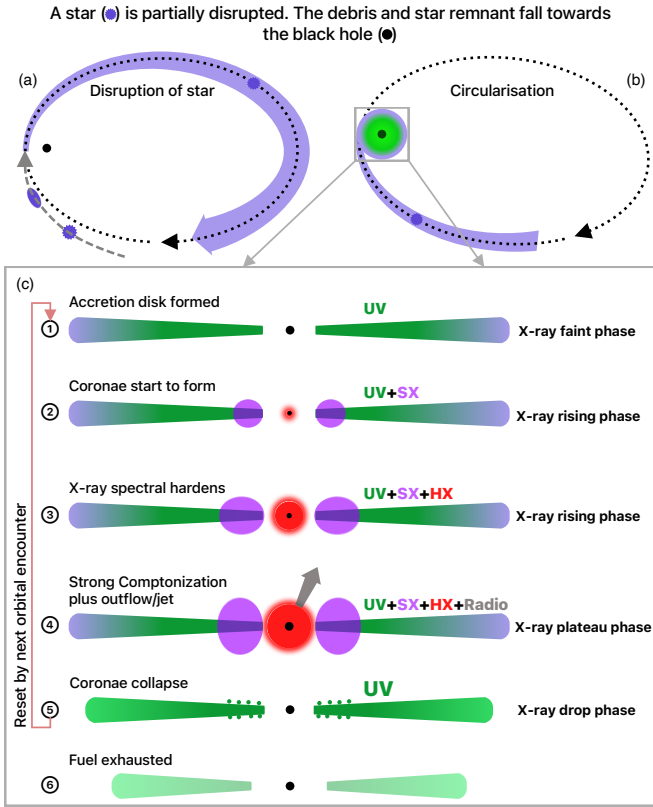 A star ( ) is partially disrupted. The debris and star remnant fall towards
the black hole ( )
(a)
Disruption of star
(b)
Circularisation
(c)
Reset by next orbital encounter
Accretion disk formed
UV
1
X-ray faint phase
Coronae start to form
UV+SX
2
X-ray rising phase
X-ray spectral hardens
UV+SX+HX
3
X-ray rising phase
Strong Comptonization
plus outflow/jet
UV+SX+HX+Radio
4
X-ray plateau phase
Coronae collapse
UV
5
X-ray drop phase
Fuel exhausted
6